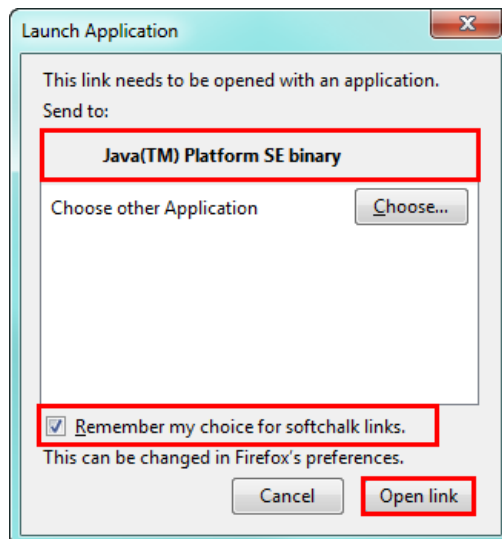 Launch Application
This link needs to be opened with an application.
Send to:
Java(TM) Platform SE binary
Choose other Application
Choose...
Remember my choice for softchalk links.
This can be changed in Firefox's preferences.
Cancel
Open link